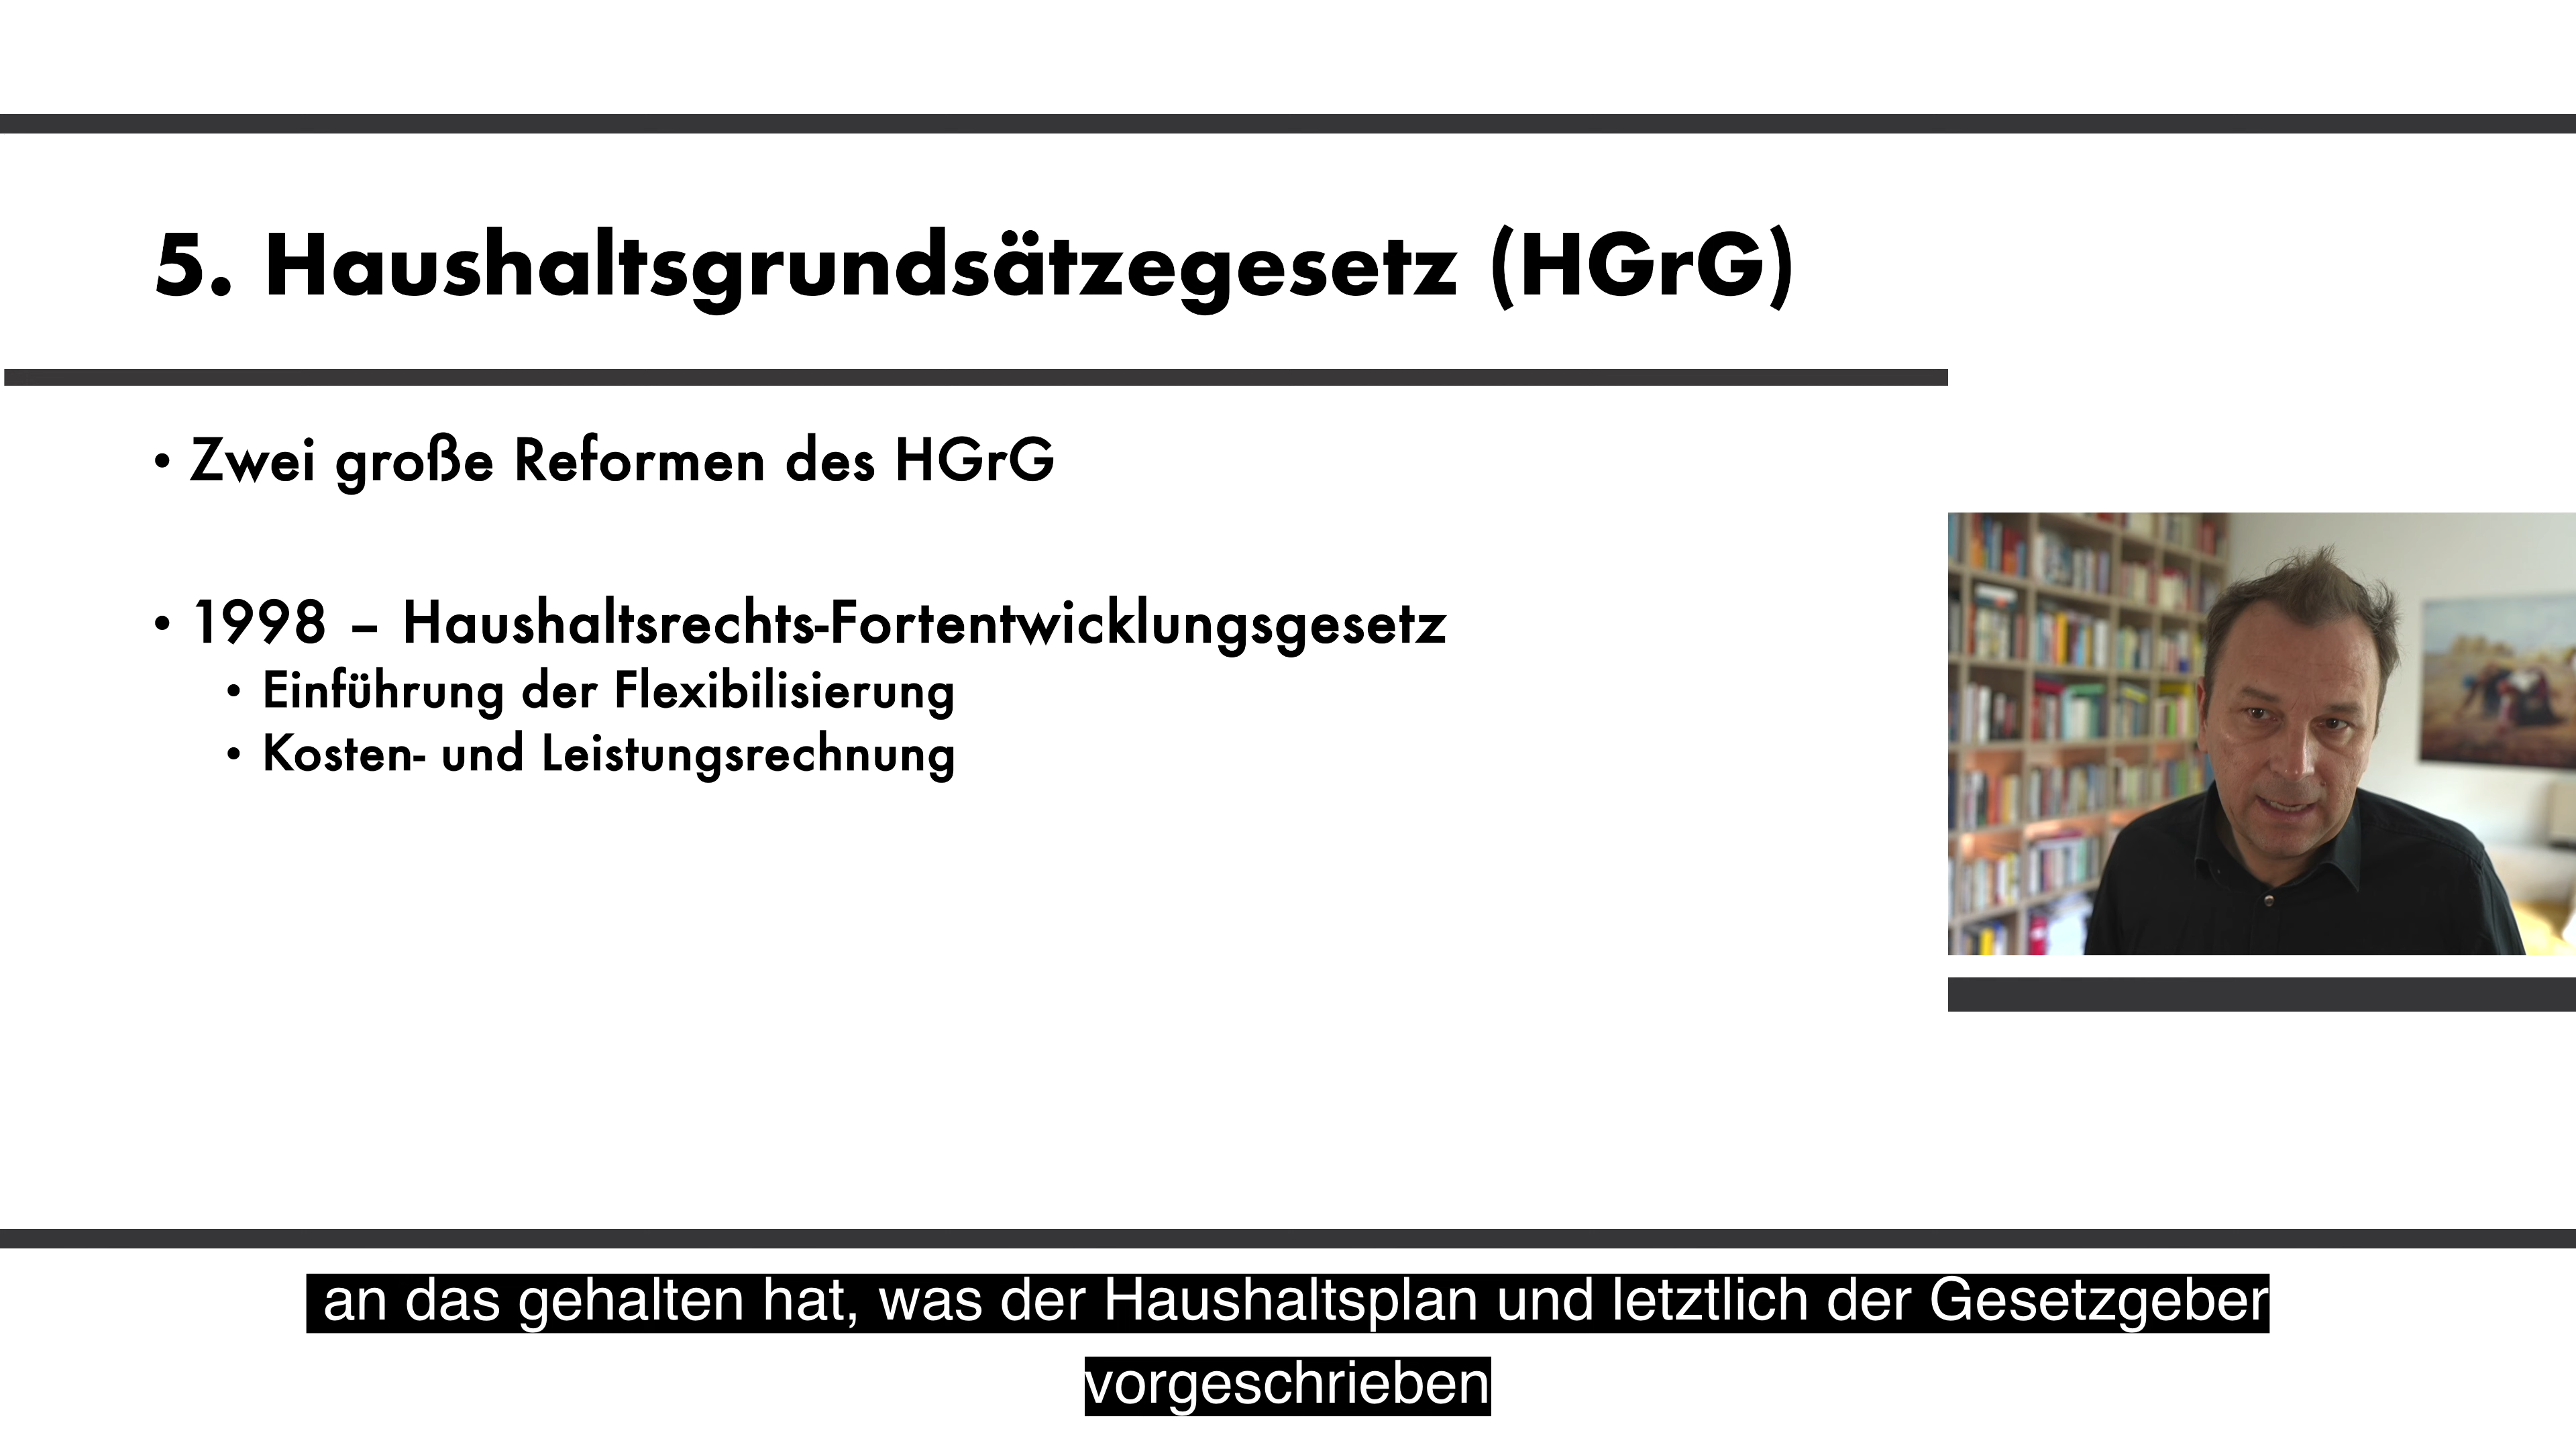 5. Haushaltsgrundsätzegesetz (HGrG)
• Zwei große Reformen des HGrG
• 1998 – Haushaltsrechts-Fortentwicklungsgesetz
• Einführung der Flexibilisierung
• Kosten- und Leistungsrechnung
an das gehalten hat, was der Haushaltsplan und letztlich der Gesetzgeber
vorgeschrieben